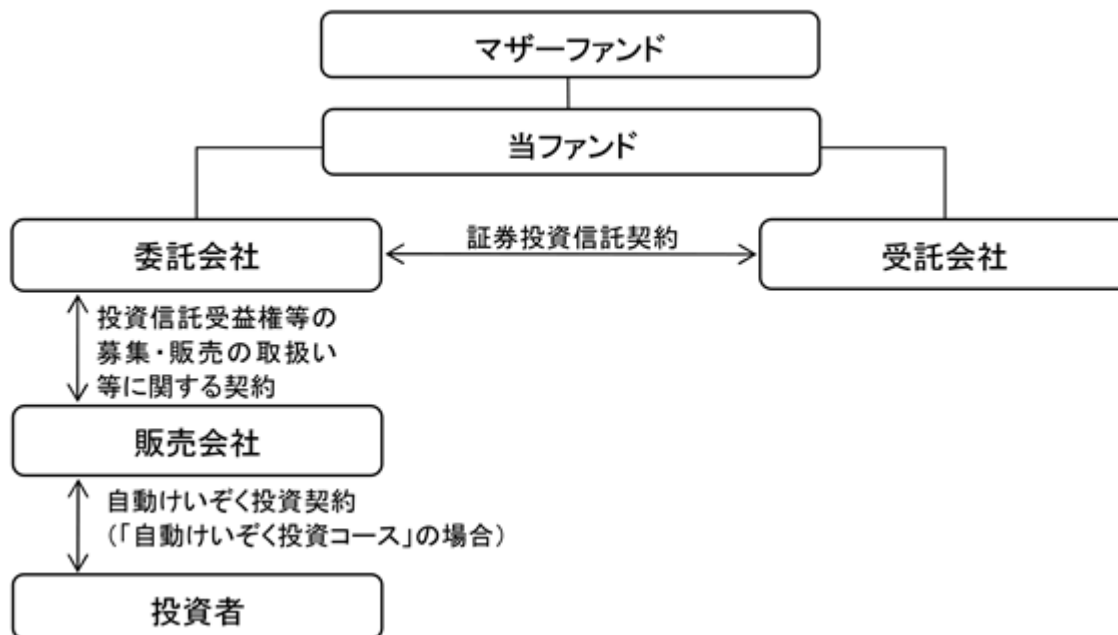 マザーファンド
当ファンド
委託会社
証券投資信託契約
受託会社
投資信託受益権等の
募集・販売の取扱い
等に関する契約
販売会社
自動けいぞく投資契約
(「自動けいぞく投資コース」の場合)
投資者